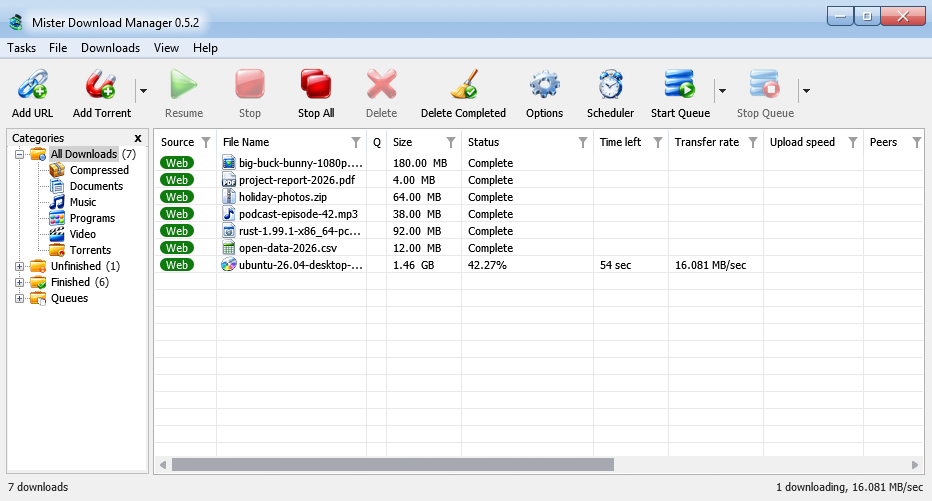 Mister Download Manager 0.5.2
Tasks File Downloads View Help
Add URL Add Torrent Resume Stop Stop All Delete Delete Completed Options Scheduler Start Queue Stop Queue
Categories x
All Downloads (7)
Compressed
Documents
Music
Programs
Video
Torrents
Unfinished (1)
Finished (6)
Queues
Source File Name Q Size Status Time left Transfer rate Upload speed Peers
Web big-buck-bunny-1080p.... 180.00 MB Complete
Web project-report-2026.pdf 4.00 MB Complete
Web holiday-photos.zip 64.00 MB Complete
Web podcast-episode-42.mp3 38.00 MB Complete
Web rust-1.99.1-x86_64-pc... 92.00 MB Complete
Web open-data-2026.csv 12.00 MB Complete
Web ubuntu-26.04-desktop-... 1.46 GB 42.27% 54 sec 16.081 MB/sec
7 downloads 1 downloading, 16.081 MB/sec